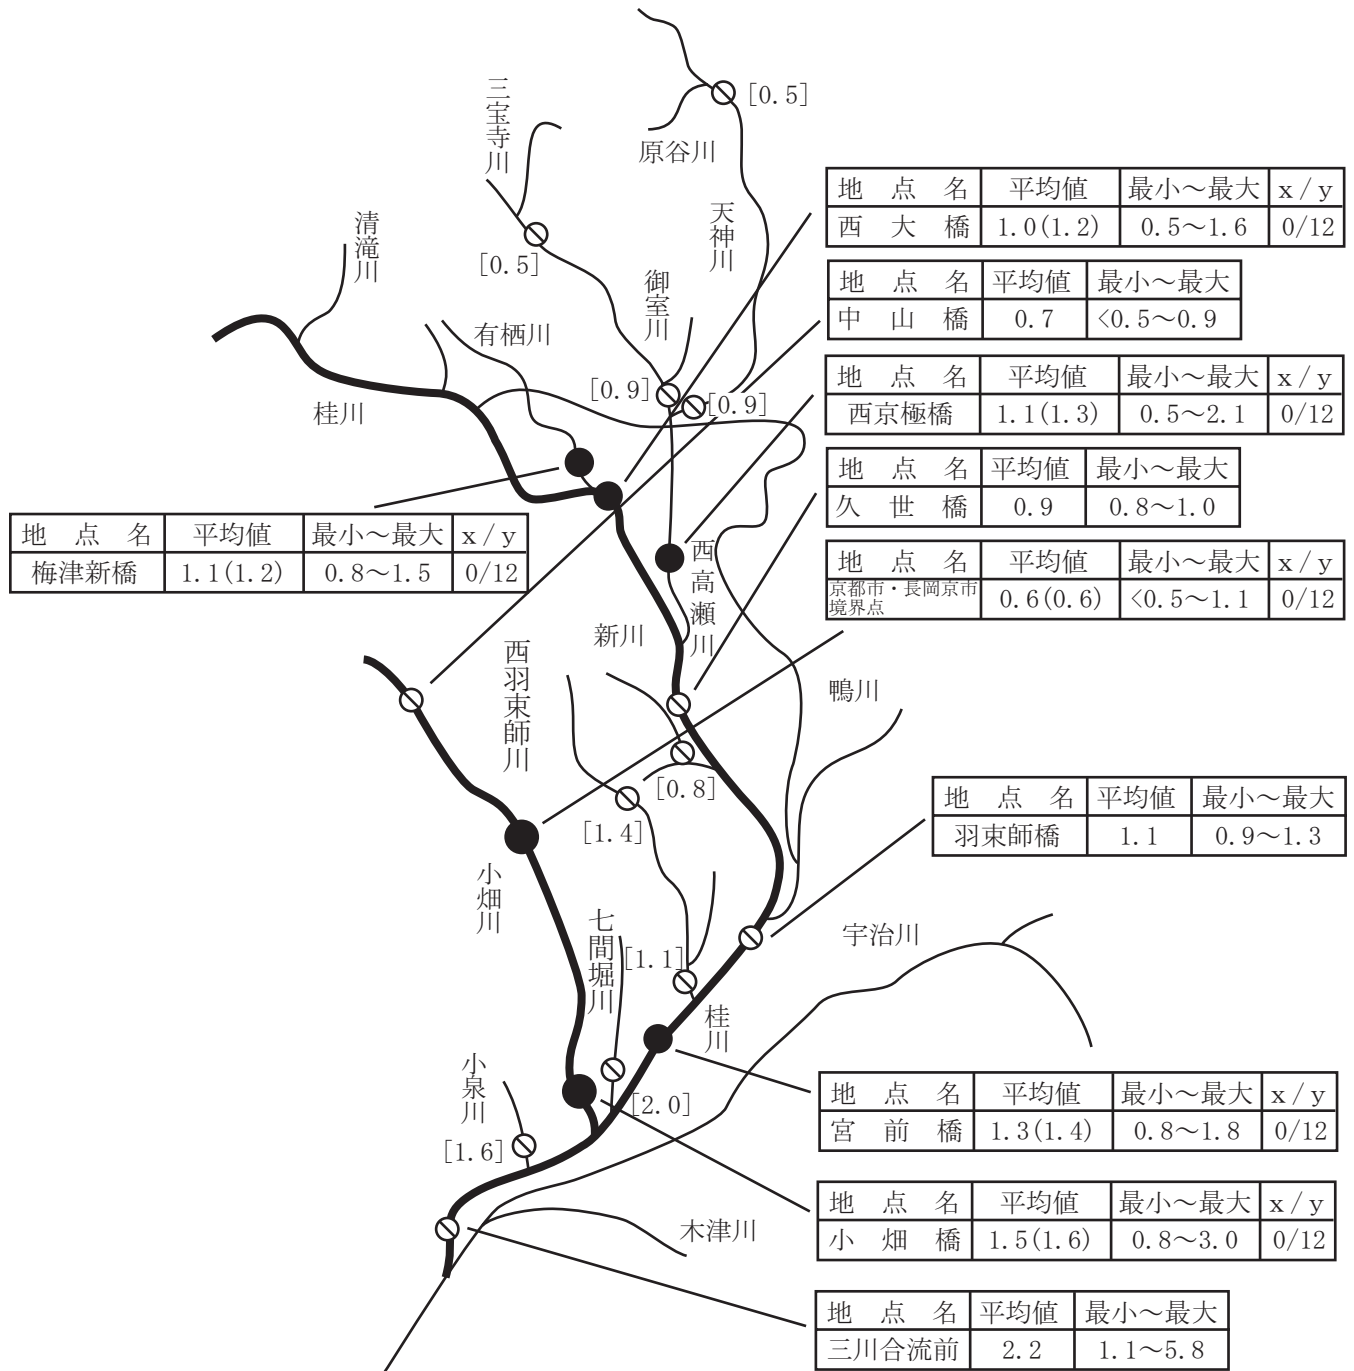 [0.5]
三宝寺川
原谷川
地点名 平均値 最小～最大 x/y
西大橋 1.0(1.2) 0.5～1.6 0/12
天神川
清滝川
[0.5]
御室川
地点名 平均値 最小～最大
中山橋 0.7 <0.5～0.9
有栖川
[0.9]
[0.9]
桂川
地点名 平均値 最小～最大 x/y
西京極橋 1.1(1.3) 0.5～2.1 0/12
地点名 平均値 最小～最大
久世橋 0.9 0.8～1.0
地点名 平均値 最小～最大 x/y
梅津新橋 1.1(1.2) 0.8～1.5 0/12
西高瀬川
地点名 平均値 最小～最大 x/y
京都市・長岡京市
境界点 0.6(0.6) <0.5～1.1 0/12
新川
西羽束師川
鴨川
[0.8]
[1.4]
地点名 平均値 最小～最大
羽束師橋 1.1 0.9～1.3
小畑川
七間堀川
宇治川
[1.1]
桂川
小泉川
[2.0]
地点名 平均値 最小～最大 x/y
宮前橋 1.3(1.4) 0.8～1.8 0/12
[1.6]
地点名 平均値 最小～最大 x/y
小畑橋 1.5(1.6) 0.8～3.0 0/12
木津川
地点名 平均値 最小～最大
三川合流前 2.2 1.1～5.8